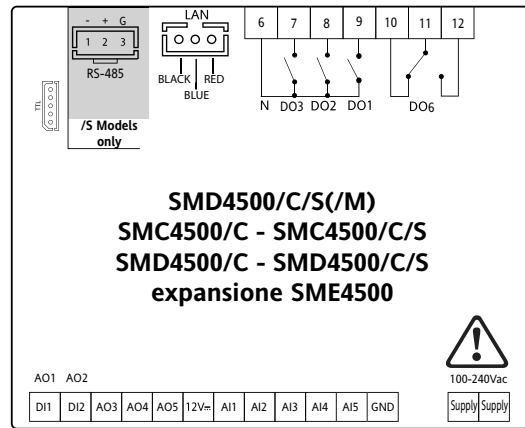 LAN
- + G
1 2 3
RS-485
6 7 8 9 10 11 12
BLACK RED
BLUE
N DO3 DO2 DO1 DO6
TTL
/S Models
only
SMD4500/C/S(/M)
SMC4500/C - SMC4500/C/S
SMD4500/C - SMD4500/C/S
expansione SME4500
AO1 AO2
100-240Vac
DI1 DI2 AO3 AO4 AO5 12V⎓ AI1 AI2 AI3 AI4 AI5 GND Supply Supply